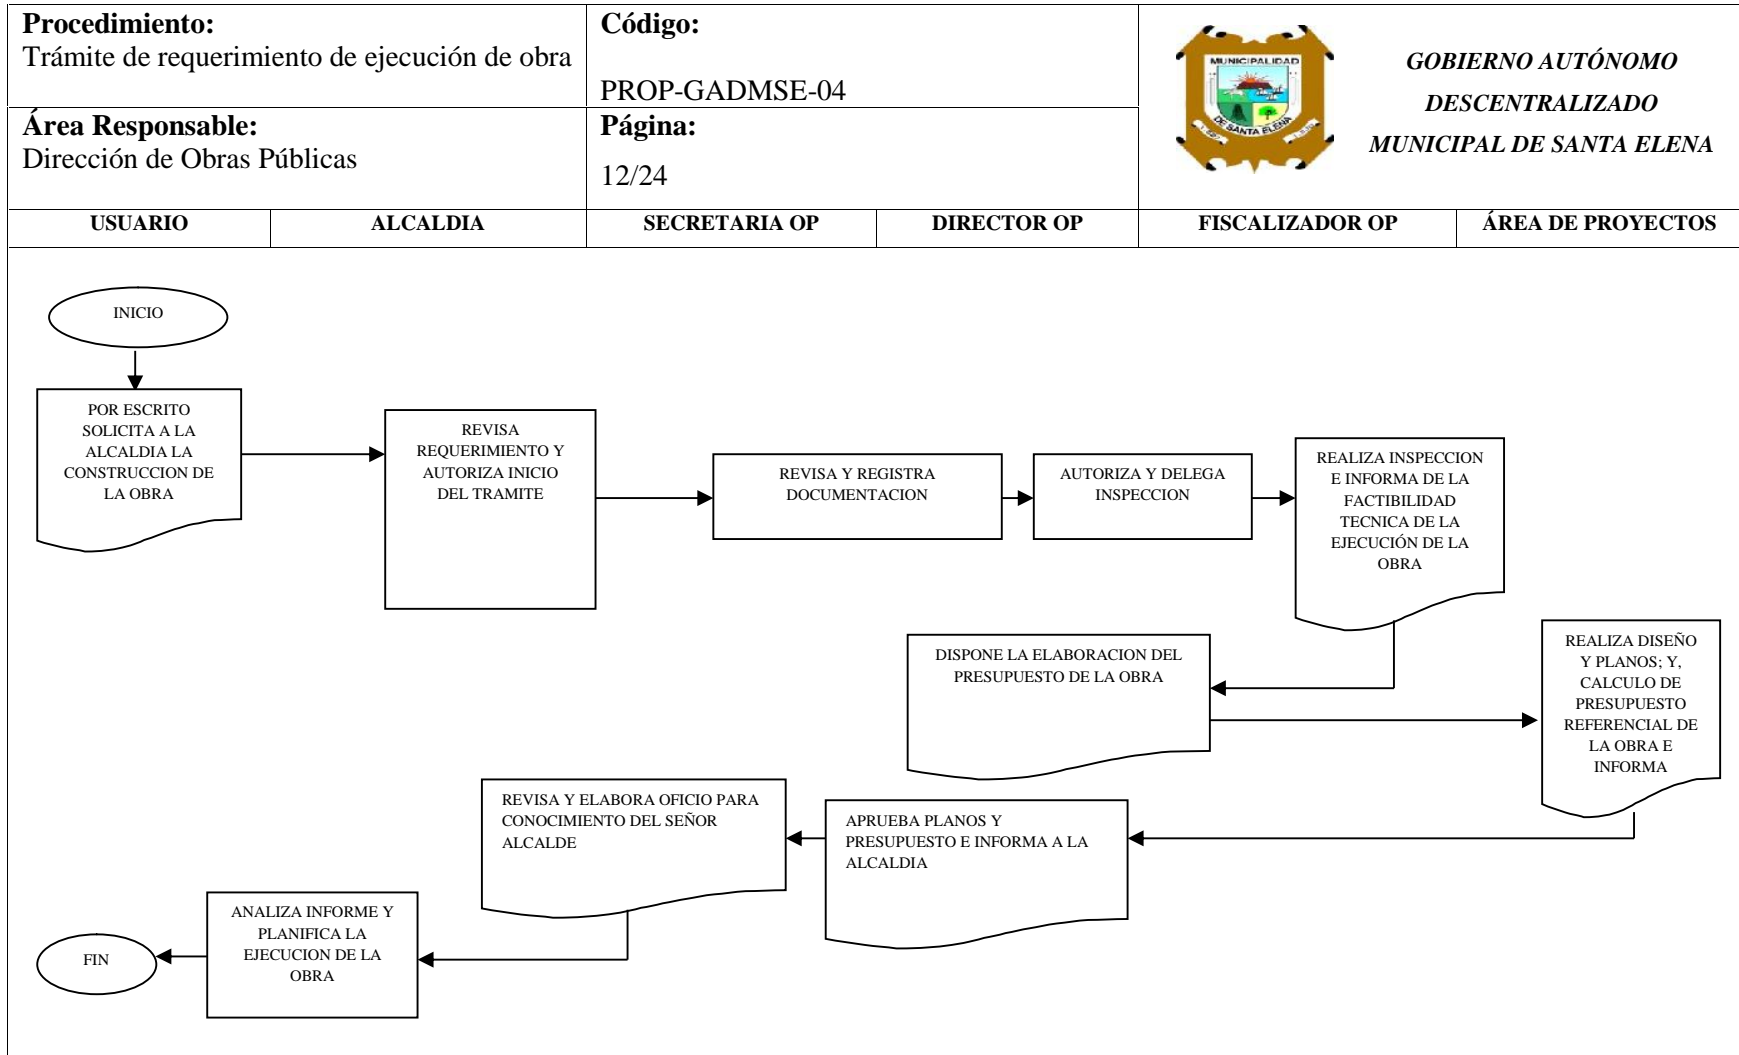 Procedimiento:
Trámite de requerimiento de ejecución de obra
Código:
PROP-GADMSE-04
MUNICIPALIDAD
DE SANTA ELENA
GOBIERNO AUTÓNOMO
DESCENTRALIZADO
MUNICIPAL DE SANTA ELENA
Área Responsable:
Dirección de Obras Públicas
Página:
12/24
USUARIO
ALCALDIA
SECRETARIA OP
DIRECTOR OP
FISCALIZADOR OP
ÁREA DE PROYECTOS
INICIO
POR ESCRITO
SOLICITA A LA
ALCALDIA LA
CONSTRUCCION DE
LA OBRA
REVISA
REQUERIMIENTO Y
AUTORIZA INICIO
DEL TRAMITE
REVISA Y REGISTRA
DOCUMENTACION
AUTORIZA Y DELEGA
INSPECCION
REALIZA INSPECCION
E INFORMA DE LA
FACTIBILIDAD
TECNICA DE LA
EJECUCIÓN DE LA
OBRA
DISPONE LA ELABORACION DEL
PRESUPUESTO DE LA OBRA
REALIZA DISEÑO
Y PLANOS; Y,
CALCULO DE
PRESUPUESTO
REFERENCIAL DE
LA OBRA E
INFORMA
APRUEBA PLANOS Y
PRESUPUESTO E INFORMA A LA
ALCALDIA
REVISA Y ELABORA OFICIO PARA
CONOCIMIENTO DEL SEÑOR
ALCALDE
ANALIZA INFORME Y
PLANIFICA LA
EJECUCION DE LA
OBRA
FIN